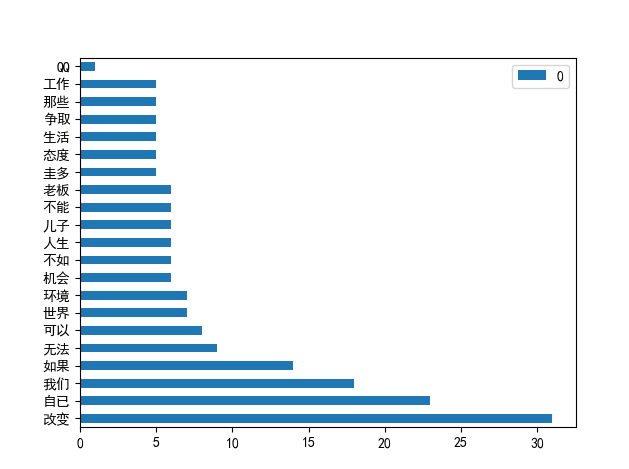 0
QQ
工作
那些
争取
生活
态度
圭多
老板
不能
儿子
人生
不如
机会
环境
世界
可以
无法
如果
我们
自已
改变
0 5 10 15 20 25 30